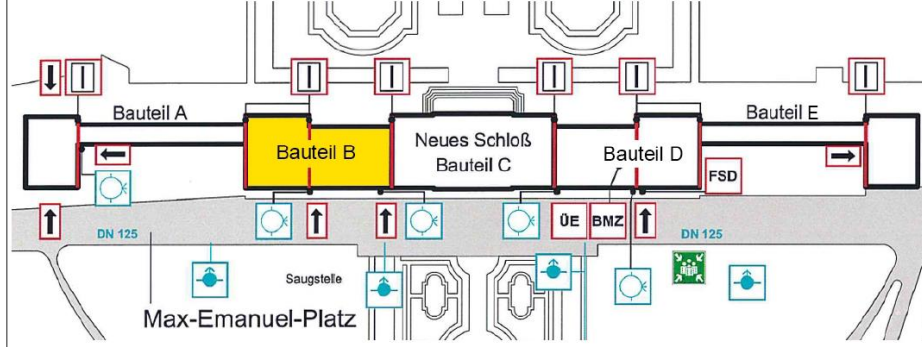 Bauteil A
Bauteil E
Bauteil B
Neues Schloß
Bauteil C
Bauteil D
FSD
ÜE
BMZ
DN 125
DN 125
Saugstelle
Max-Emanuel-Platz